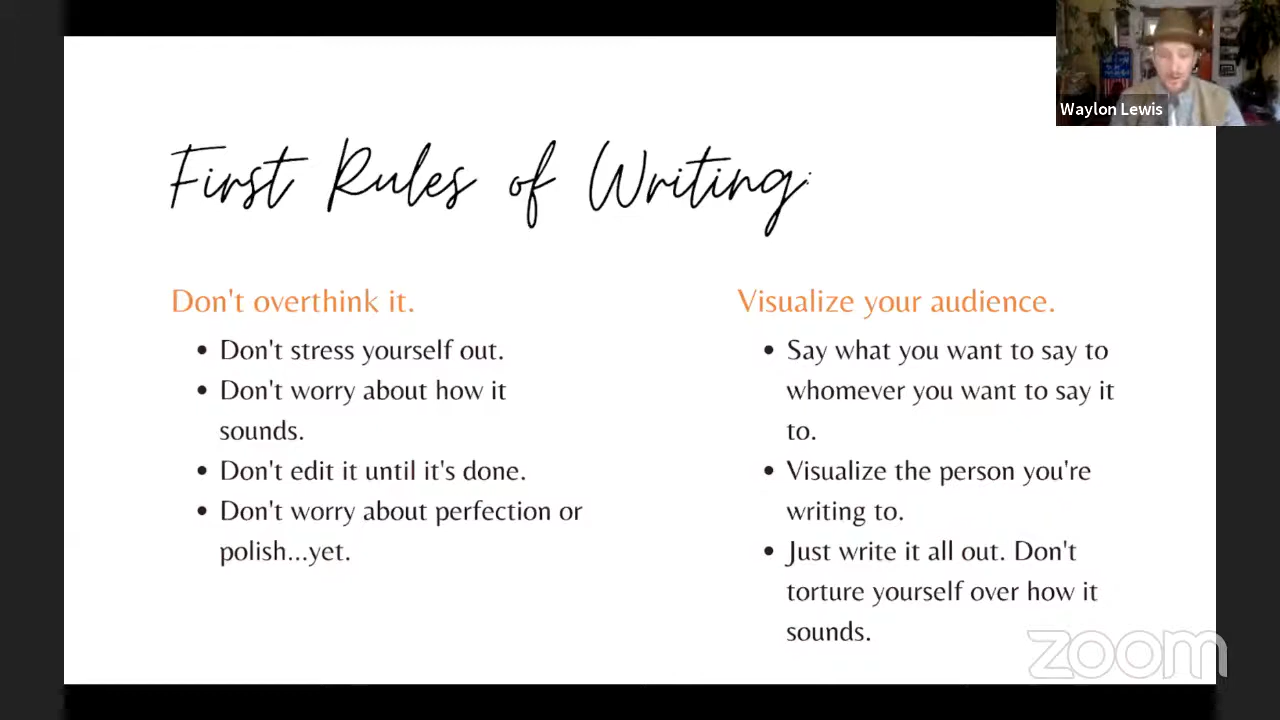 Waylon Lewis
First Rules of Writing:
Don't overthink it.
• Don't stress yourself out.
• Don't worry about how it
sounds.
• Don't edit it until it's done.
• Don't worry about perfection or
polish...yet.
Visualize your audience.
• Say what you want to say to
whomever you want to say it
to.
• Visualize the person you're
writing to.
• Just write it all out. Don't
torture yourself over how it
sounds.
zoom